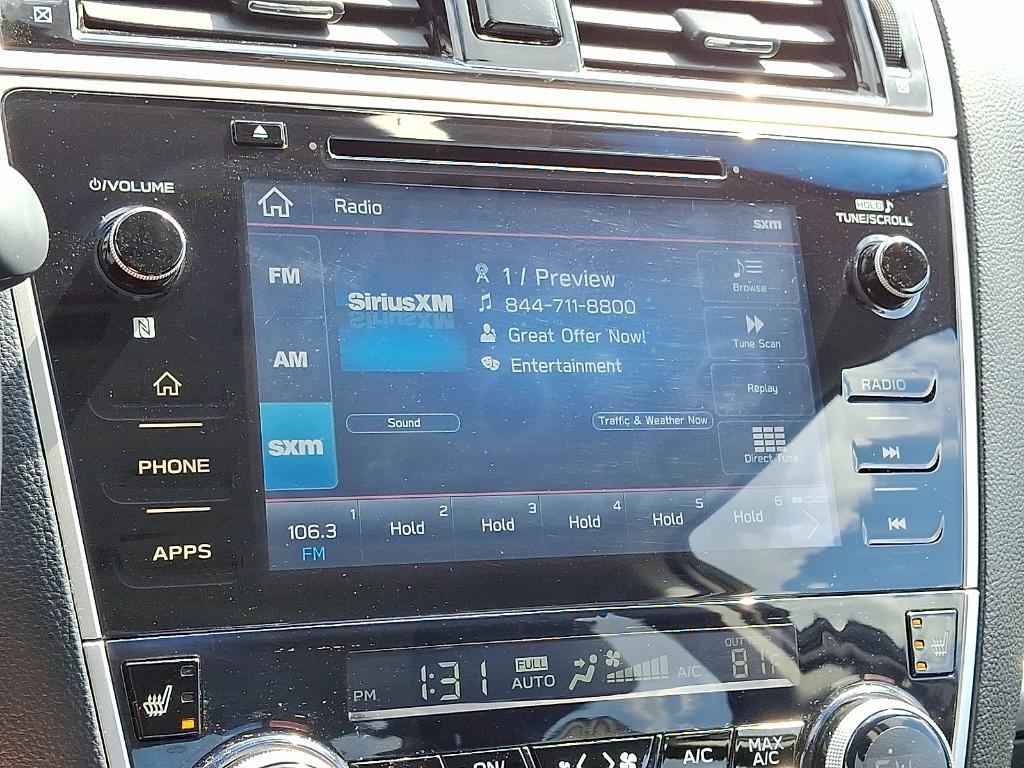 ⏻/VOLUME
HOLD ♪
TUNE/SCROLL
Radio
sxm
FM
AM
sxm
SiriusXM
1 / Preview
844-711-8800
Great Offer Now!
Entertainment
Browse
Tune Scan
Replay
Direct Tune
Sound
Traffic & Weather Now
1
106.3
FM
2
Hold
3
Hold
4
Hold
5
Hold
6
Hold
N
PHONE
APPS
RADIO
PM 1:31 FULL AUTO A/C OUT TEMP 81F
A/C
MAX A/C